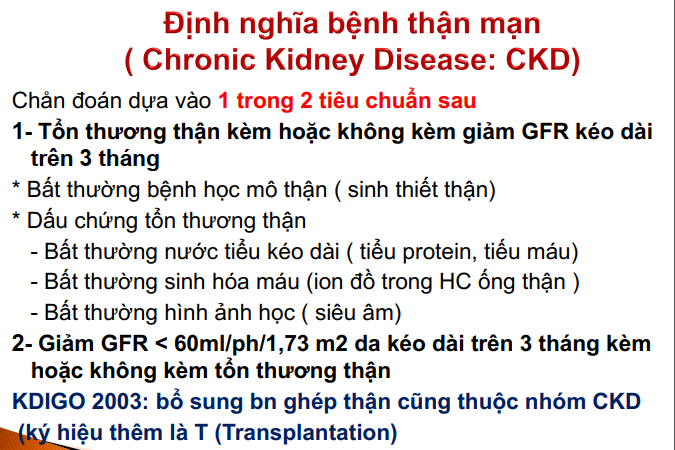 Định nghĩa bệnh thận mạn
( Chronic Kidney Disease: CKD)
Chẩn đoán dựa vào 1 trong 2 tiêu chuẩn sau
1- Tổn thương thận kèm hoặc không kèm giảm GFR kéo dài
trên 3 tháng
* Bất thường bệnh học mô thận ( sinh thiết thận)
* Dấu chứng tổn thương thận
- Bất thường nước tiểu kéo dài ( tiểu protein, tiếu máu)
- Bất thường sinh hóa máu (ion đồ trong HC ống thận )
- Bất thường hình ảnh học ( siêu âm)
2- Giảm GFR < 60ml/ph/1,73 m2 da kéo dài trên 3 tháng kèm
hoặc không kèm tổn thương thận
KDIGO 2003: bổ sung bn ghép thận cũng thuộc nhóm CKD
(ký hiệu thêm là T (Transplantation)